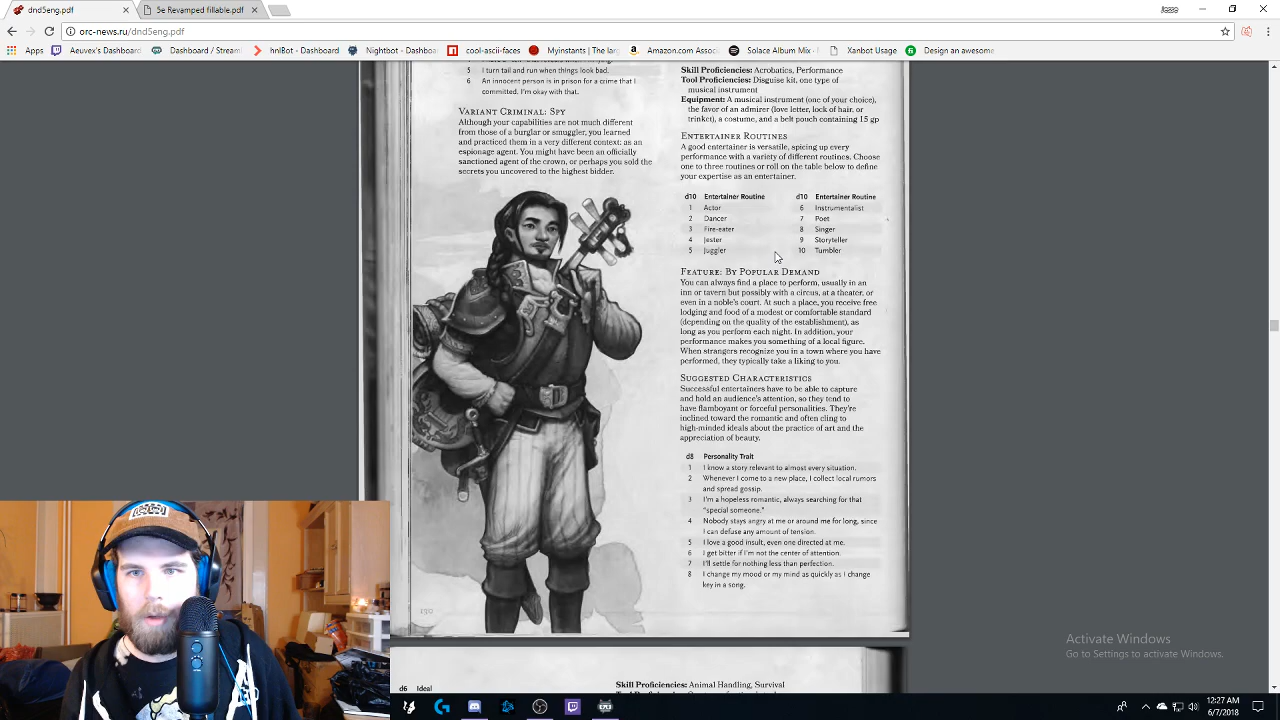 dnd5eng.pdf
5e Revamped fillable.pdf
orc-news.ru/dnd5eng.pdf
Apps
Aeuvex's Dashboard
Dashboard / Stream
hniBot - Dashboard
Nightbot - Dashboard
cool-ascii-faces
Myinstants | The larg
Amazon.com Assoc
Solace Album Mix -
Xanbot Usage
Design an awesome
5 I turn tail and run when things look bad.
6 An innocent person is in prison for a crime that I
committed. I'm okay with that.
Variant Criminal: Spy
Although your capabilities are not much different
from those of a burglar or smuggler, you learned
and practiced them in a very different context: as an
espionage agent. You might have been an officially
sanctioned agent of the crown, or perhaps you sold the
secrets you uncovered to the highest bidder.
Skill Proficiencies: Acrobatics, Performance
Tool Proficiencies: Disguise kit, one type of
musical instrument
Equipment: A musical instrument (one of your choice),
the favor of an admirer (love letter, lock of hair, or
trinket), a costume, and a belt pouch containing 15 gp
Entertainer Routines
A good entertainer is versatile, spicing up every
performance with a variety of different routines. Choose
one to three routines or roll on the table below to define
your expertise as an entertainer.
d10 Entertainer Routine d10 Entertainer Routine
1 Actor 6 Instrumentalist
2 Dancer 7 Poet
3 Fire-eater 8 Singer
4 Jester 9 Storyteller
5 Juggler 10 Tumbler
Feature: By Popular Demand
You can always find a place to perform, usually in an
inn or tavern but possibly with a circus, at a theater, or
even in a noble's court. At such a place, you receive free
lodging and food of a modest or comfortable standard
(depending on the quality of the establishment), as
long as you perform each night. In addition, your
performance makes you something of a local figure.
When strangers recognize you in a town where you have
performed, they typically take a liking to you.
Suggested Characteristics
Successful entertainers have to be able to capture
and hold an audience's attention, so they tend to
have flamboyant or forceful personalities. They're
inclined toward the romantic and often cling to
high-minded ideals about the practice of art and the
appreciation of beauty.
d8 Personality Trait
1 I know a story relevant to almost every situation.
2 Whenever I come to a new place, I collect local rumors
and spread gossip.
3 I'm a hopeless romantic, always searching for that
"special someone."
4 Nobody stays angry at me or around me for long, since
I can defuse any amount of tension.
5 I love a good insult, even one directed at me.
6 I get bitter if I'm not the center of attention.
7 I'll settle for nothing less than perfection.
8 I change my mood or my mind as quickly as I change
key in a song.
130
d6 Ideal
Skill Proficiencies: Animal Handling, Survival
Activate Windows
Go to Settings to activate Windows.
12:27 AM
6/7/2018